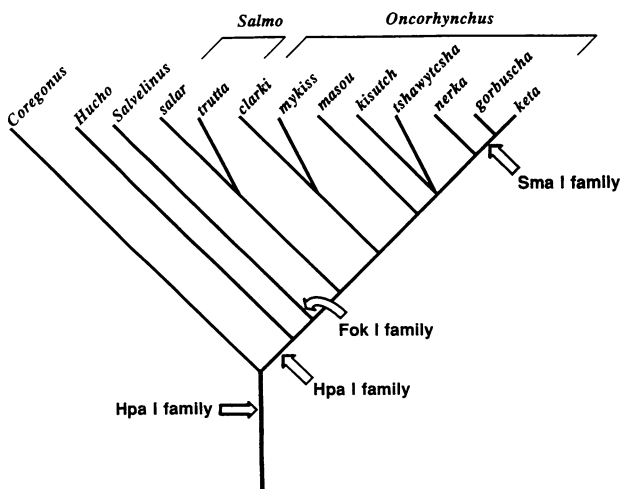 Salmo
Oncorhynchus
Coregonus
Hucho
Salvelinus
salar
trutta
clarki
mykiss
masou
kisutch
tshawytcsha
nerka
gorbuscha
keta
Sma I family
Fok I family
Hpa I family
Hpa I family